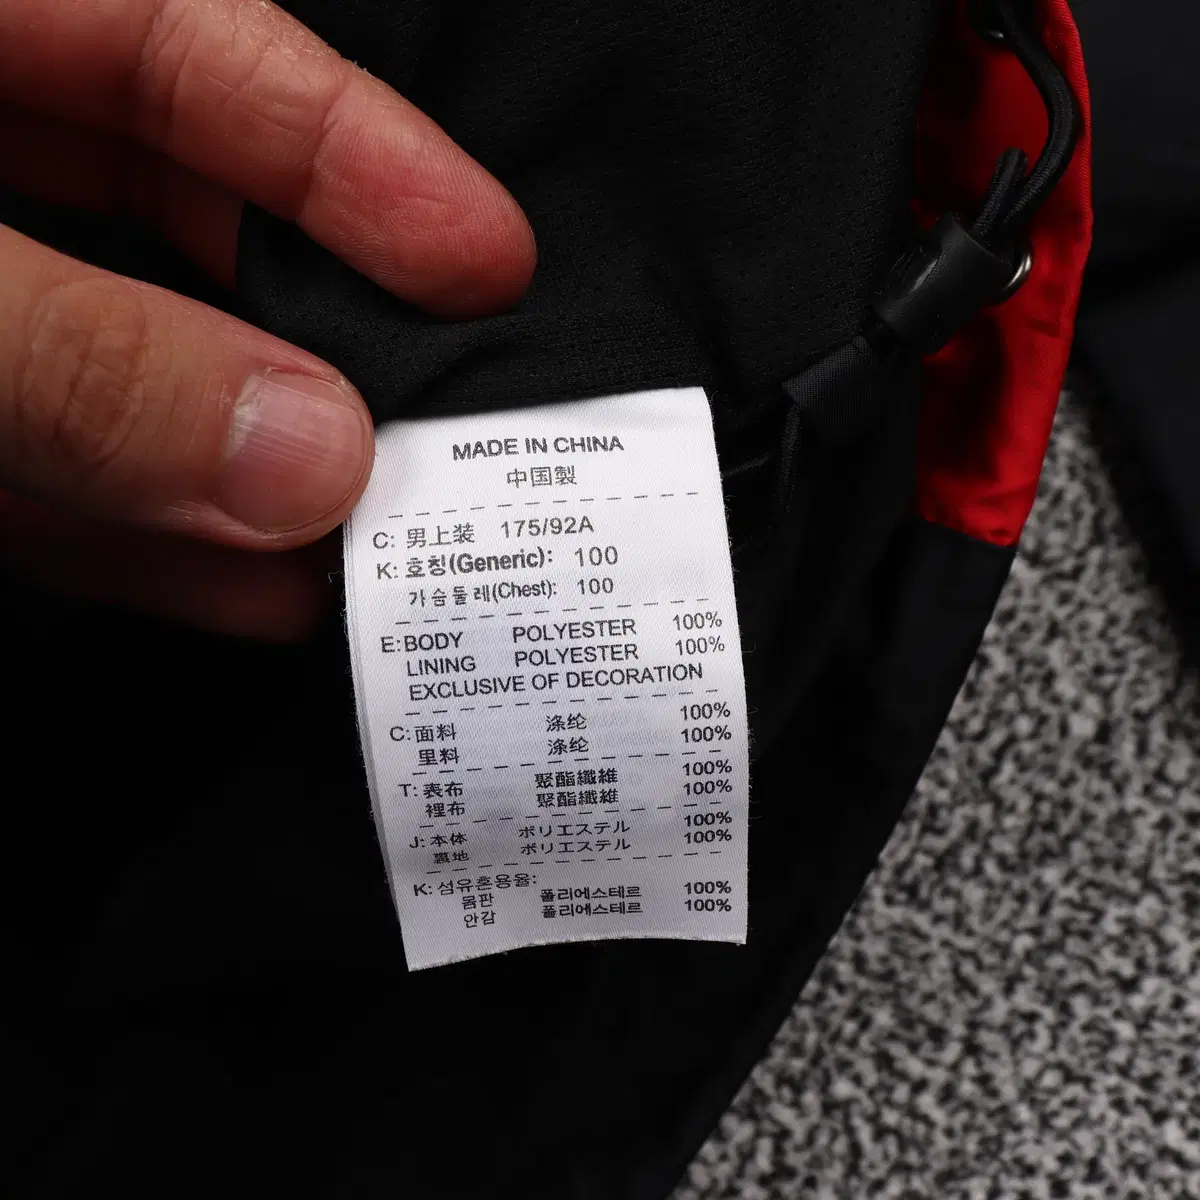 MADE IN CHINA
中国製
C: 男上装 175/92A
K: 호칭(Generic): 100
가슴둘레(Chest): 100
E: BODY POLYESTER 100%
LINING POLYESTER 100%
EXCLUSIVE OF DECORATION
C: 面料 涤纶 100%
里料 涤纶 100%
T: 表布 聚酯纖維 100%
裡布 聚酯纖維 100%
J: 本体 ポリエステル 100%
裏地 ポリエステル 100%
K: 섬유혼용율:
몸판 폴리에스테르 100%
안감 폴리에스테르 100%